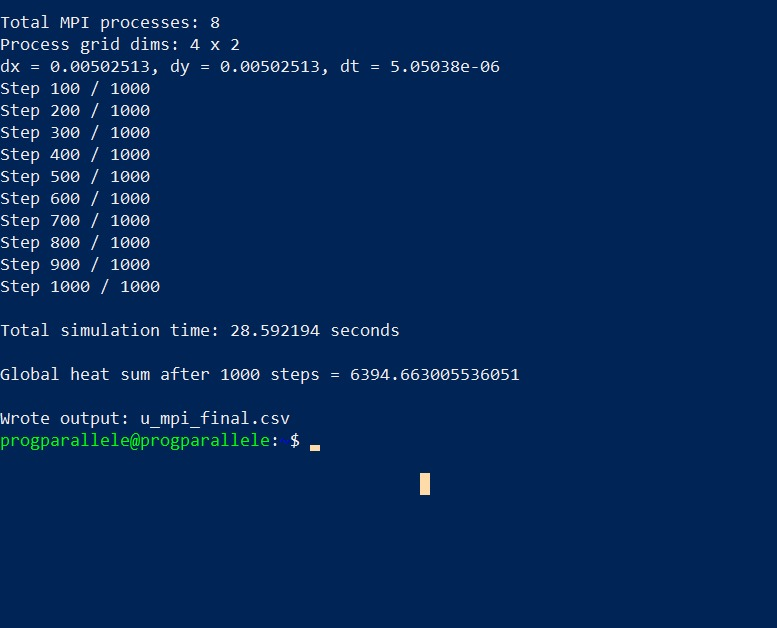 Total MPI processes: 8
Process grid dims: 4 x 2
dx = 0.00502513, dy = 0.00502513, dt = 5.05038e-06
Step 100 / 1000
Step 200 / 1000
Step 300 / 1000
Step 400 / 1000
Step 500 / 1000
Step 600 / 1000
Step 700 / 1000
Step 800 / 1000
Step 900 / 1000
Step 1000 / 1000
Total simulation time: 28.592194 seconds
Global heat sum after 1000 steps = 6394.663005536051
Wrote output: u_mpi_final.csv
progparallele@progparallele:~$